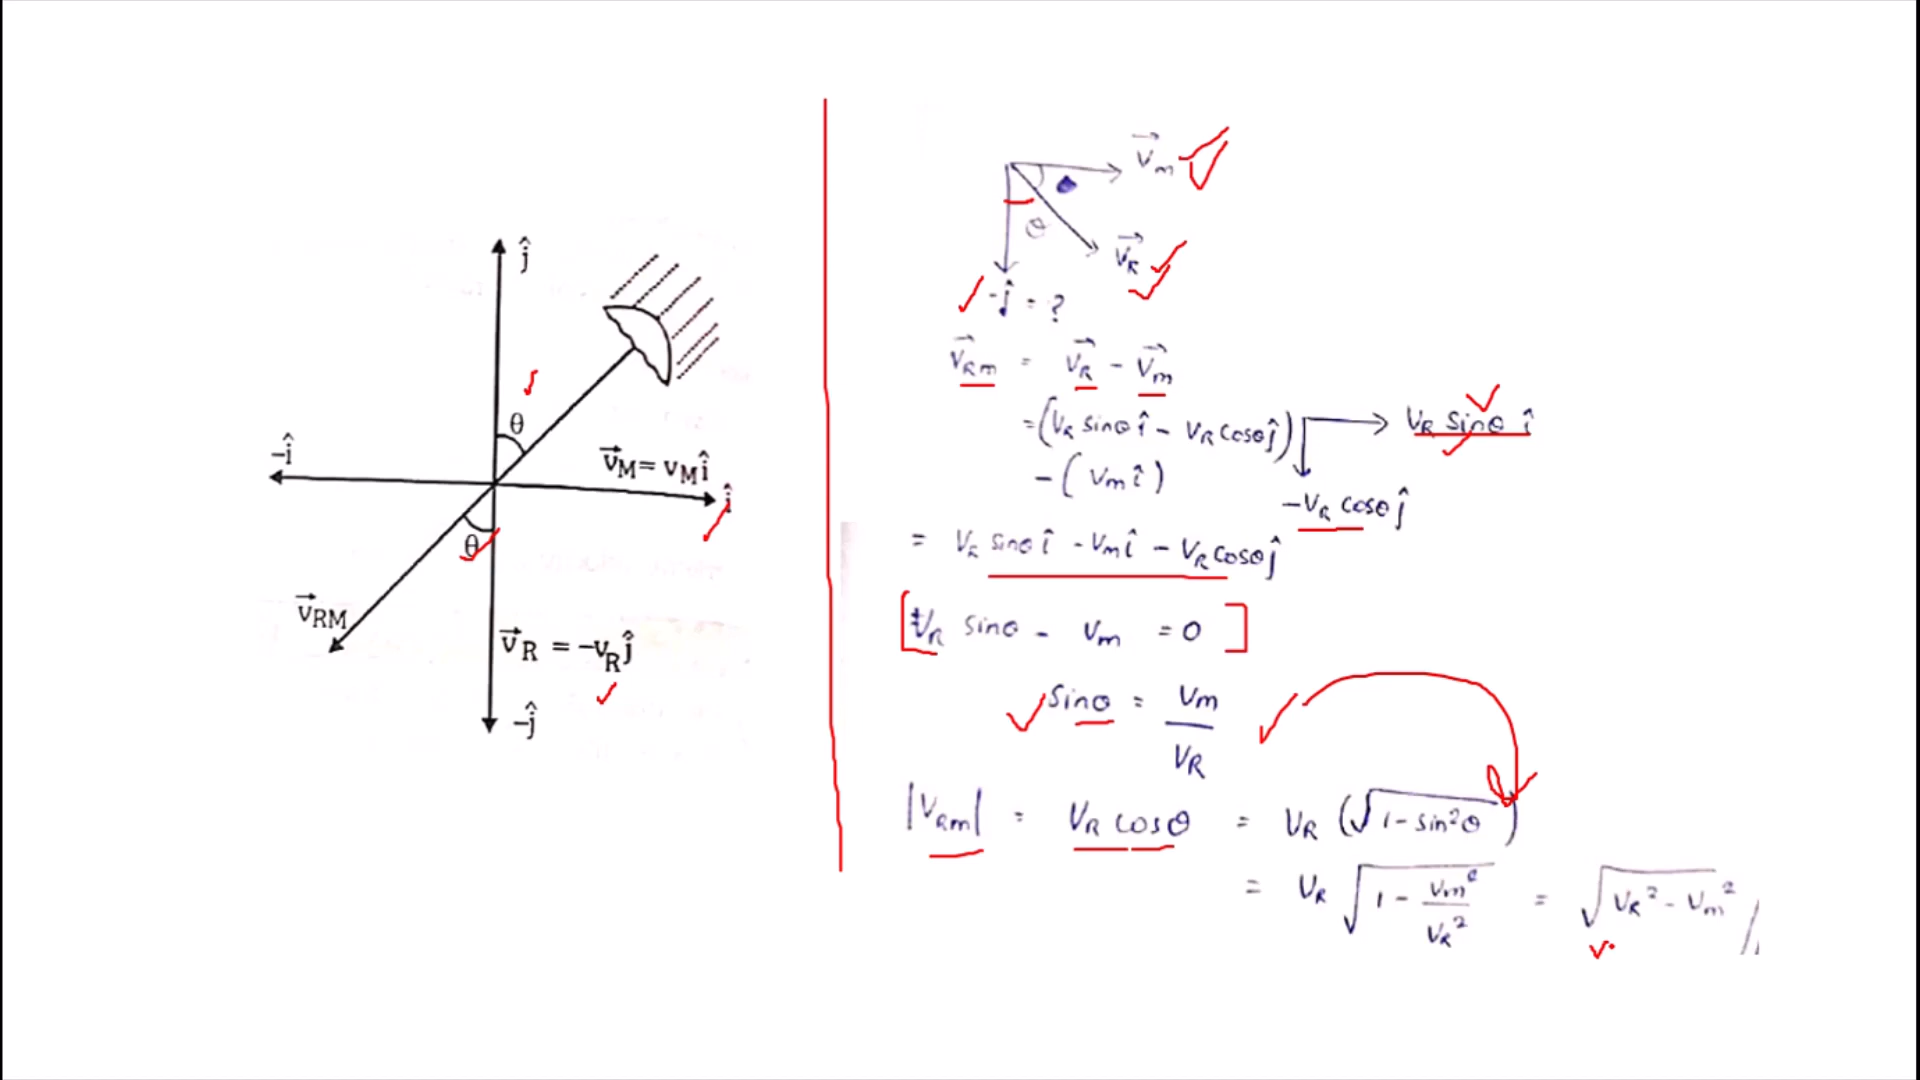 ĵ
θ
-î
v⃗M = vMî
î
θ
v⃗RM
v⃗R = -vRĵ
-ĵ
v⃗m
θ
v⃗R
-ĵ = ?
v⃗Rm = v⃗R - v⃗m
= (VR sinθ î - VR cosθ ĵ)
VR sinθ î
- (Vm î)
-VR cosθ ĵ
= VR sinθ î - Vm î - VR cosθ ĵ
[VR sinθ - Vm = 0]
sinθ = Vm / VR
|VRm| = VR cosθ = VR (√1 - sin²θ)
= VR √1 - Vm²/VR² = √VR² - Vm² //